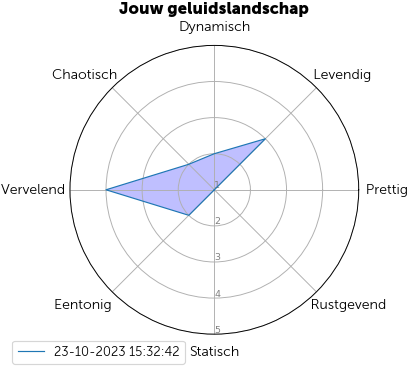 Jouw geluidslandschap
Dynamisch
Chaotisch
Levendig
Vervelend
1
Prettig
2
3
4
Eentonig
Rustgevend
5
23-10-2023 15:32:42
Statisch